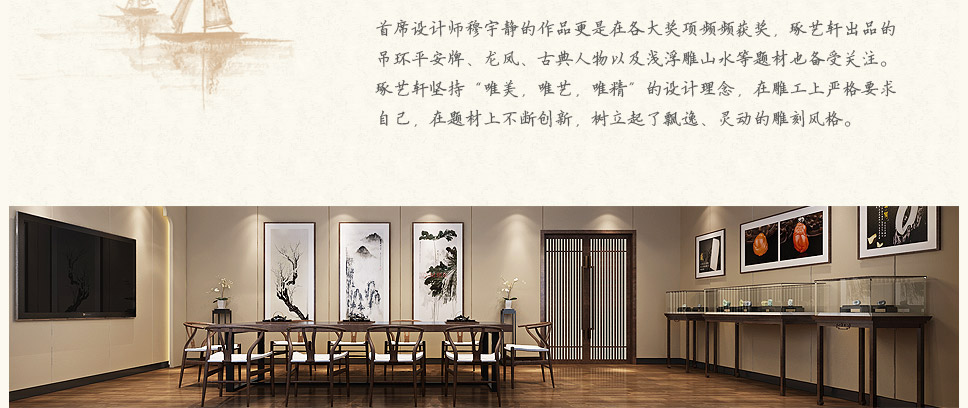 首席设计师穆宇静的作品更是在各大奖项频频获奖，琢艺轩出品的
吊环平安牌、龙凤、古典人物以及浅浮雕山水等题材也备受关注。
琢艺轩坚持“唯美，唯艺，唯精”的设计理念，在雕工上严格要求
自己，在题材上不断创新，树立起了飘逸、灵动的雕刻风格。